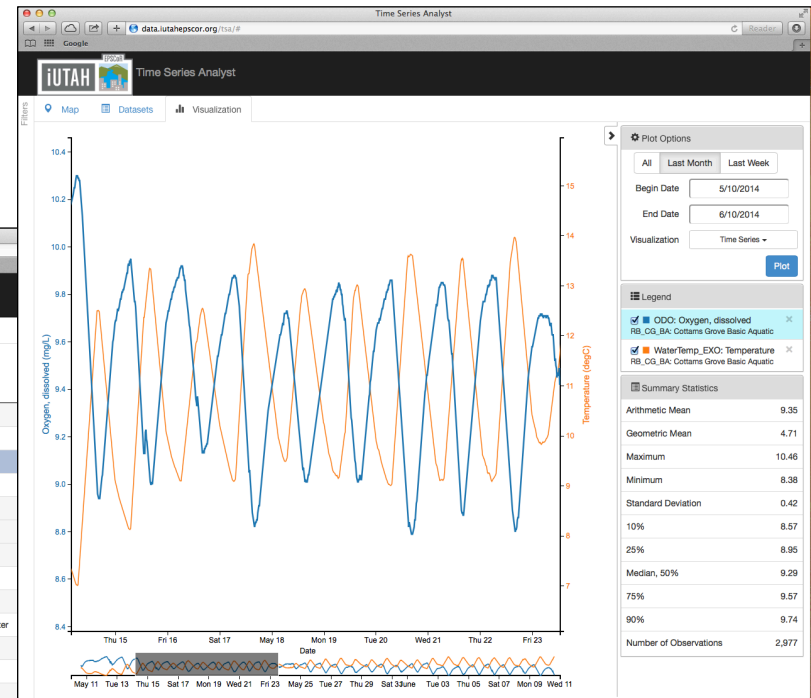 Time Series Analyst
data.iutahepscor.org/tsa/#
Reader
Google
iUTAH EPSCoR
Time Series Analyst
Filters
Map Datasets Visualization
10.4
10.2
10.0
9.8
9.6
9.4
9.2
9.0
8.8
8.6
8.4
Oxygen, dissolved (mg/L)
15
14
13
12
11
10
9
8
7
Temperature (degC)
Thu 15 Fri 16 Sat 17 May 18 Mon 19 Tue 20 Wed 21 Thu 22 Fri 23
Date
May 11 Tue 13 Thu 15 Sat 17 Mon 19 Wed 21 Fri 23 May 25 Tue 27 Thu 29 Sat 31 June Tue 03 Thu 05 Sat 07 Mon 09 Wed 11
Plot Options
All Last Month Last Week
Begin Date 5/10/2014
End Date 6/10/2014
Visualization Time Series
Plot
Legend
ODO: Oxygen, dissolved
RB_CG_BA: Cottams Grove Basic Aquatic
WaterTemp_EXO: Temperature
RB_CG_BA: Cottams Grove Basic Aquatic
Summary Statistics
Arithmetic Mean 9.35
Geometric Mean 4.71
Maximum 10.46
Minimum 8.38
Standard Deviation 0.42
10% 8.57
25% 8.95
Median, 50% 9.29
75% 9.57
90% 9.74
Number of Observations 2,977